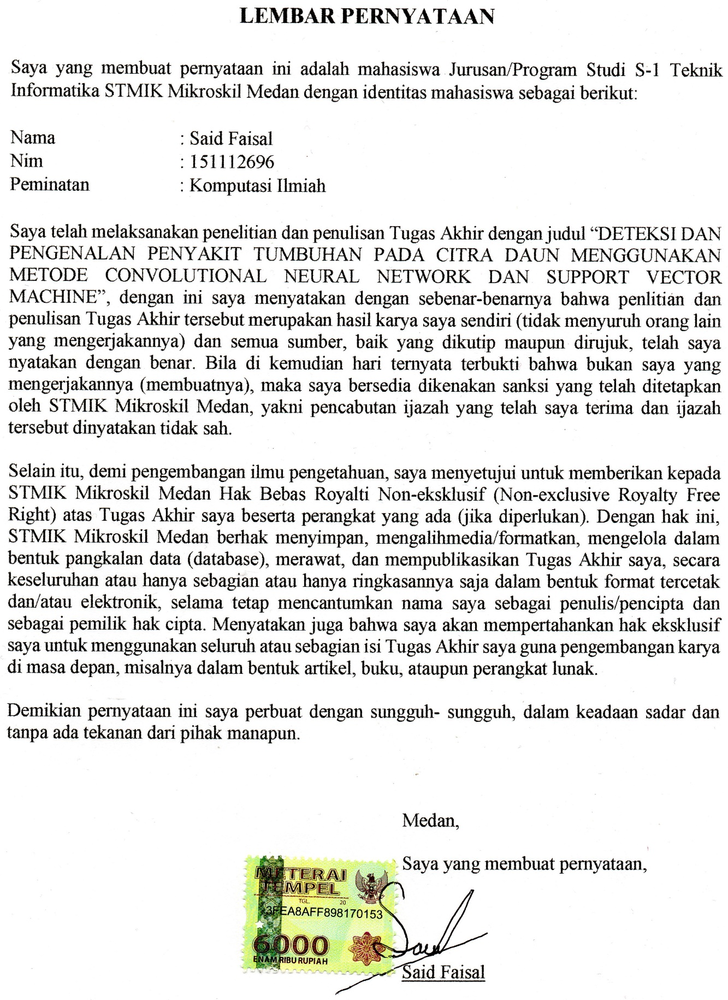 LEMBAR PERNYATAAN
Saya yang membuat pernyataan ini adalah mahasiswa Jurusan/Program Studi S-1 Teknik
Informatika STMIK Mikroskil Medan dengan identitas mahasiswa sebagai berikut:
Nama : Said Faisal
Nim : 151112696
Peminatan : Komputasi Ilmiah
Saya telah melaksanakan penelitian dan penulisan Tugas Akhir dengan judul “DETEKSI DAN
PENGENALAN PENYAKIT TUMBUHAN PADA CITRA DAUN MENGGUNAKAN
METODE CONVOLUTIONAL NEURAL NETWORK DAN SUPPORT VECTOR
MACHINE”, dengan ini saya menyatakan dengan sebenar-benarnya bahwa penlitian dan
penulisan Tugas Akhir tersebut merupakan hasil karya saya sendiri (tidak menyuruh orang lain
yang mengerjakannya) dan semua sumber, baik yang dikutip maupun dirujuk, telah saya
nyatakan dengan benar. Bila di kemudian hari ternyata terbukti bahwa bukan saya yang
mengerjakannya (membuatnya), maka saya bersedia dikenakan sanksi yang telah ditetapkan
oleh STMIK Mikroskil Medan, yakni pencabutan ijazah yang telah saya terima dan ijazah
tersebut dinyatakan tidak sah.
Selain itu, demi pengembangan ilmu pengetahuan, saya menyetujui untuk memberikan kepada
STMIK Mikroskil Medan Hak Bebas Royalti Non-eksklusif (Non-exclusive Royalty Free
Right) atas Tugas Akhir saya beserta perangkat yang ada (jika diperlukan). Dengan hak ini,
STMIK Mikroskil Medan berhak menyimpan, mengalihmedia/formatkan, mengelola dalam
bentuk pangkalan data (database), merawat, dan mempublikasikan Tugas Akhir saya, secara
keseluruhan atau hanya sebagian atau hanya ringkasannya saja dalam bentuk format tercetak
dan/atau elektronik, selama tetap mencantumkan nama saya sebagai penulis/pencipta dan
sebagai pemilik hak cipta. Menyatakan juga bahwa saya akan mempertahankan hak eksklusif
saya untuk menggunakan seluruh atau sebagian isi Tugas Akhir saya guna pengembangan karya
di masa depan, misalnya dalam bentuk artikel, buku, ataupun perangkat lunak.
Demikian pernyataan ini saya perbuat dengan sungguh- sungguh, dalam keadaan sadar dan
tanpa ada tekanan dari pihak manapun.
Medan,
Saya yang membuat pernyataan,
METERAI
TEMPEL
TGL. 20
3FEA8AFF898170153
6000
ENAM RIBU RUPIAH
Said Faisal